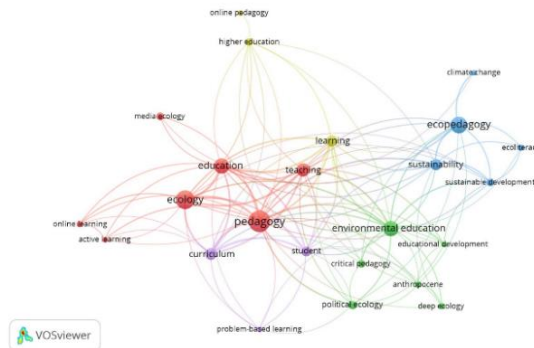 online pedagogy
higher education
climate change
media ecology
ecopedagogy
learning
education
teaching
sustainability
sustainable development
ecology
online learning
pedagogy
environmental education
active learning
educational development
curriculum
student
critical pedagogy
anthropocene
political ecology
deep ecology
problem-based learning
VOSviewer